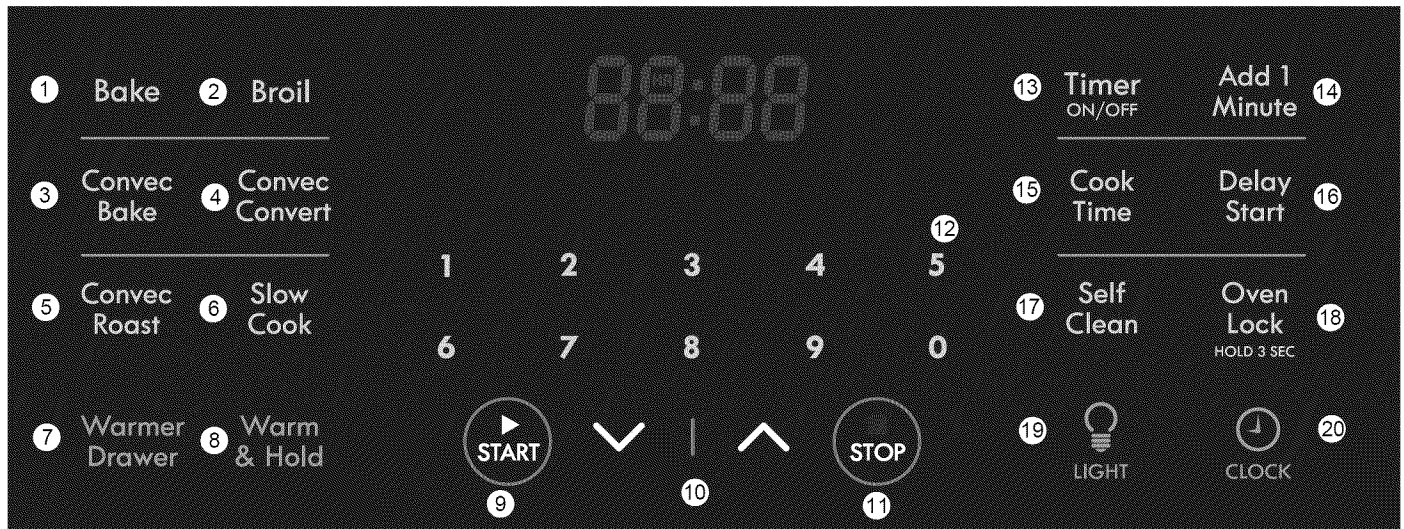 1 Bake 2 Broil
88:88
13 Timer
ON/OFF
Add 1
Minute 14
3 Convec
Bake
4 Convec
Convert
15 Cook
Time
Delay
Start 16
12
1 2 3 4 5
5 Convec
Roast
6 Slow
Cook
17 Self
Clean
Oven
Lock
HOLD 3 SEC
18
6 7 8 9 0
7 Warmer
Drawer
8 Warm
& Hold
START
9
10
STOP
11
19
LIGHT
20
CLOCK